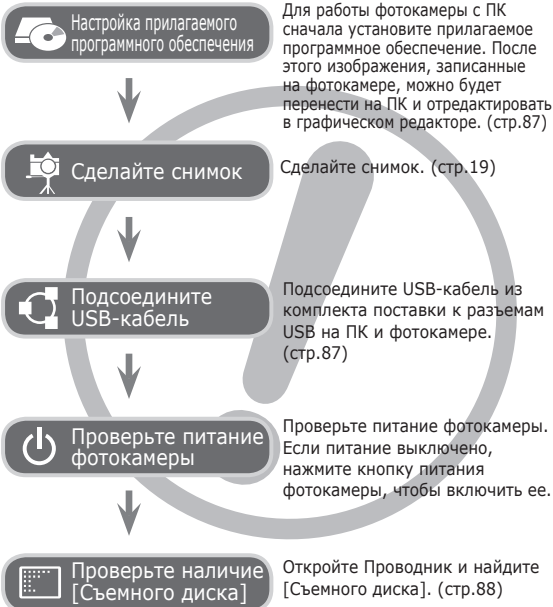 Настройка прилагаемого
программного обеспечения
Для работы фотокамеры с ПК
сначала установите прилагаемое
программное обеспечение. После
этого изображения, записанные
на фотокамере, можно будет
перенести на ПК и отредактировать
в графическом редакторе. (стр.87)
Сделайте снимок
Сделайте снимок. (стр.19)
Подсоедините
USB-кабель
Подсоедините USB-кабель из
комплекта поставки к разъемам
USB на ПК и фотокамере.
(стр.87)
Проверьте питание
фотокамеры
Проверьте питание фотокамеры.
Если питание выключено,
нажмите кнопку питания
фотокамеры, чтобы включить ее.
Проверьте наличие
[Съемного диска]
Откройте Проводник и найдите
[Съемного диска]. (стр.88)